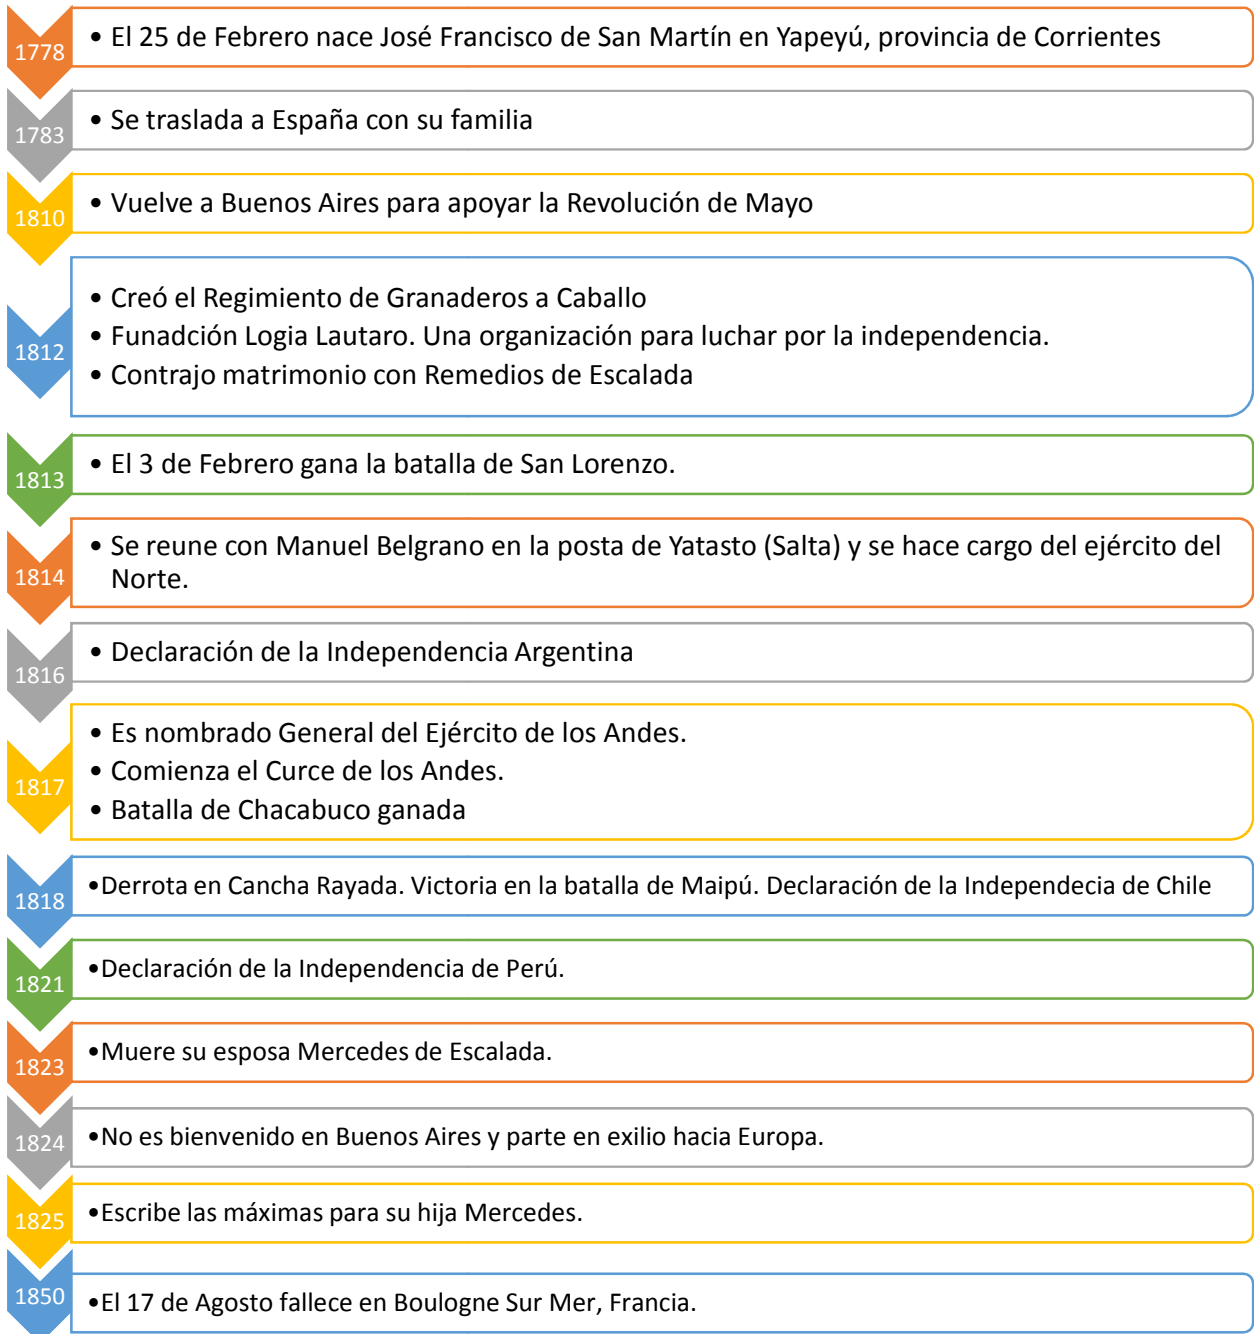 1778
• El 25 de Febrero nace José Francisco de San Martín en Yapeyú, provincia de Corrientes
1783
• Se traslada a España con su familia
1810
• Vuelve a Buenos Aires para apoyar la Revolución de Mayo
1812
• Creó el Regimiento de Granaderos a Caballo
• Funadción Logia Lautaro. Una organización para luchar por la independencia.
• Contrajo matrimonio con Remedios de Escalada
1813
• El 3 de Febrero gana la batalla de San Lorenzo.
1814
• Se reune con Manuel Belgrano en la posta de Yatasto (Salta) y se hace cargo del ejército del
Norte.
1816
• Declaración de la Independencia Argentina
1817
• Es nombrado General del Ejército de los Andes.
• Comienza el Curce de los Andes.
• Batalla de Chacabuco ganada
1818
•Derrota en Cancha Rayada. Victoria en la batalla de Maipú. Declaración de la Independecia de Chile
1821
•Declaración de la Independencia de Perú.
1823
•Muere su esposa Mercedes de Escalada.
1824
•No es bienvenido en Buenos Aires y parte en exilio hacia Europa.
1825
•Escribe las máximas para su hija Mercedes.
1850
•El 17 de Agosto fallece en Boulogne Sur Mer, Francia.